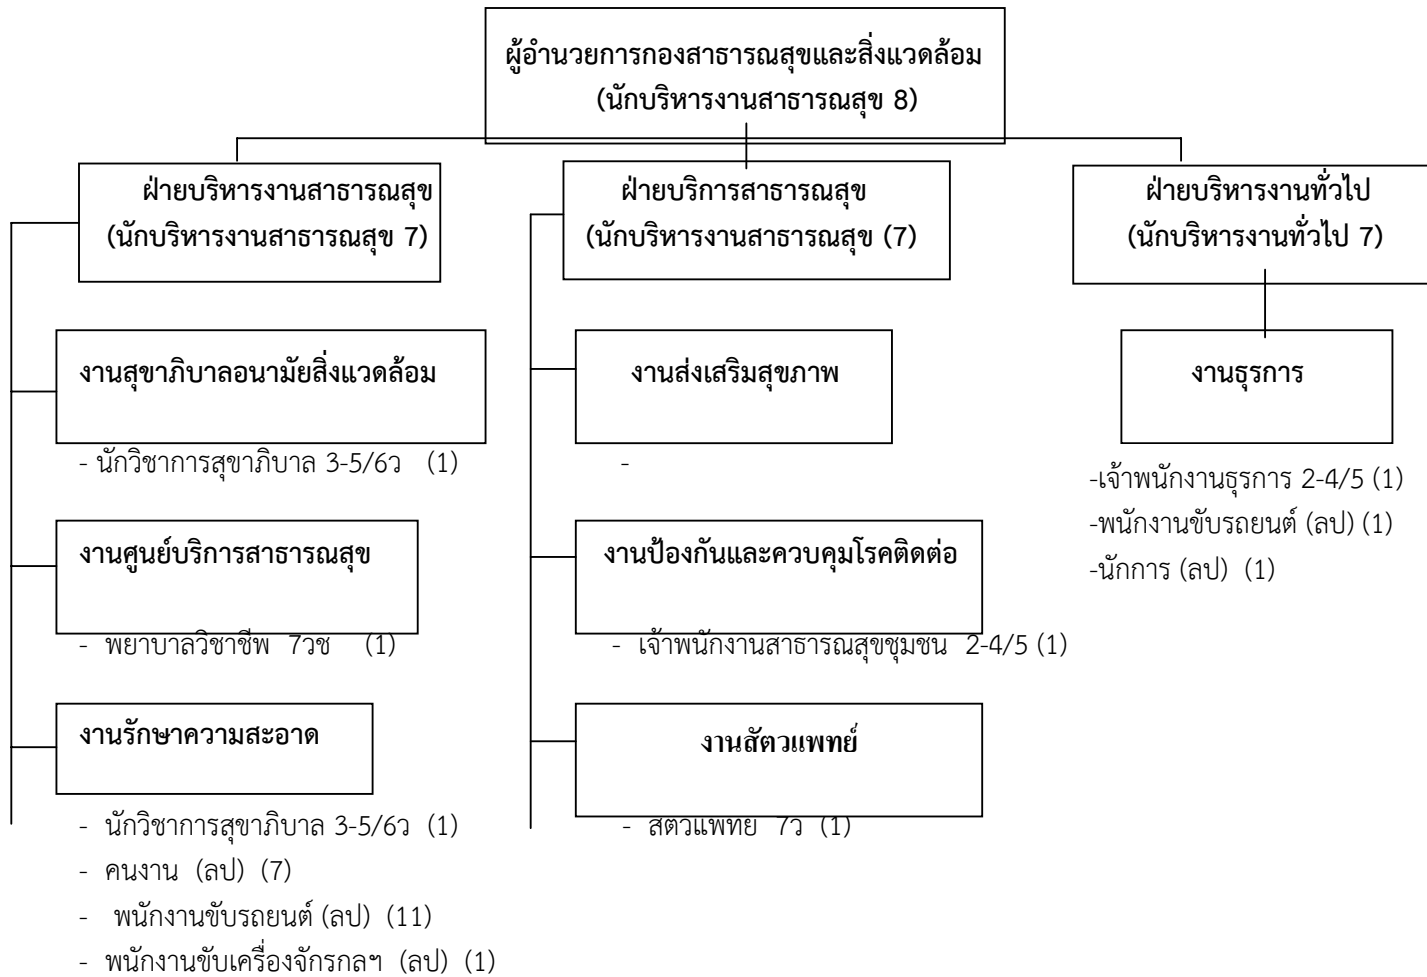 ผู้อำนวยการกองสาธารณสุขและสิ่งแวดล้อม
(นักบริหารงานสาธารณสุข 8)
ฝ่ายบริหารงานสาธารณสุข
(นักบริหารงานสาธารณสุข 7)
งานสุขาภิบาลอนามัยสิ่งแวดล้อม
- นักวิชาการสุขาภิบาล 3-5/6ว (1)
งานศูนย์บริการสาธารณสุข
- พยาบาลวิชาชีพ 7วช (1)
งานรักษาความสะอาด
- นักวิชาการสุขาภิบาล 3-5/6ว (1)
- คนงาน (ลป) (7)
- พนักงานขับรถยนต์ (ลป) (11)
- พนักงานขับเครื่องจักรกลฯ (ลป) (1)
ฝ่ายบริการสาธารณสุข
(นักบริหารงานสาธารณสุข (7)
งานส่งเสริมสุขภาพ
-
งานป้องกันและควบคุมโรคติดต่อ
- เจ้าพนักงานสาธารณสุขชุมชน 2-4/5 (1)
งานสัตวแพทย์
- สัตวแพทย์ 7ว (1)
ฝ่ายบริหารงานทั่วไป
(นักบริหารงานทั่วไป 7)
งานธุรการ
-เจ้าพนักงานธุรการ 2-4/5 (1)
-พนักงานขับรถยนต์ (ลป) (1)
-นักการ (ลป) (1)